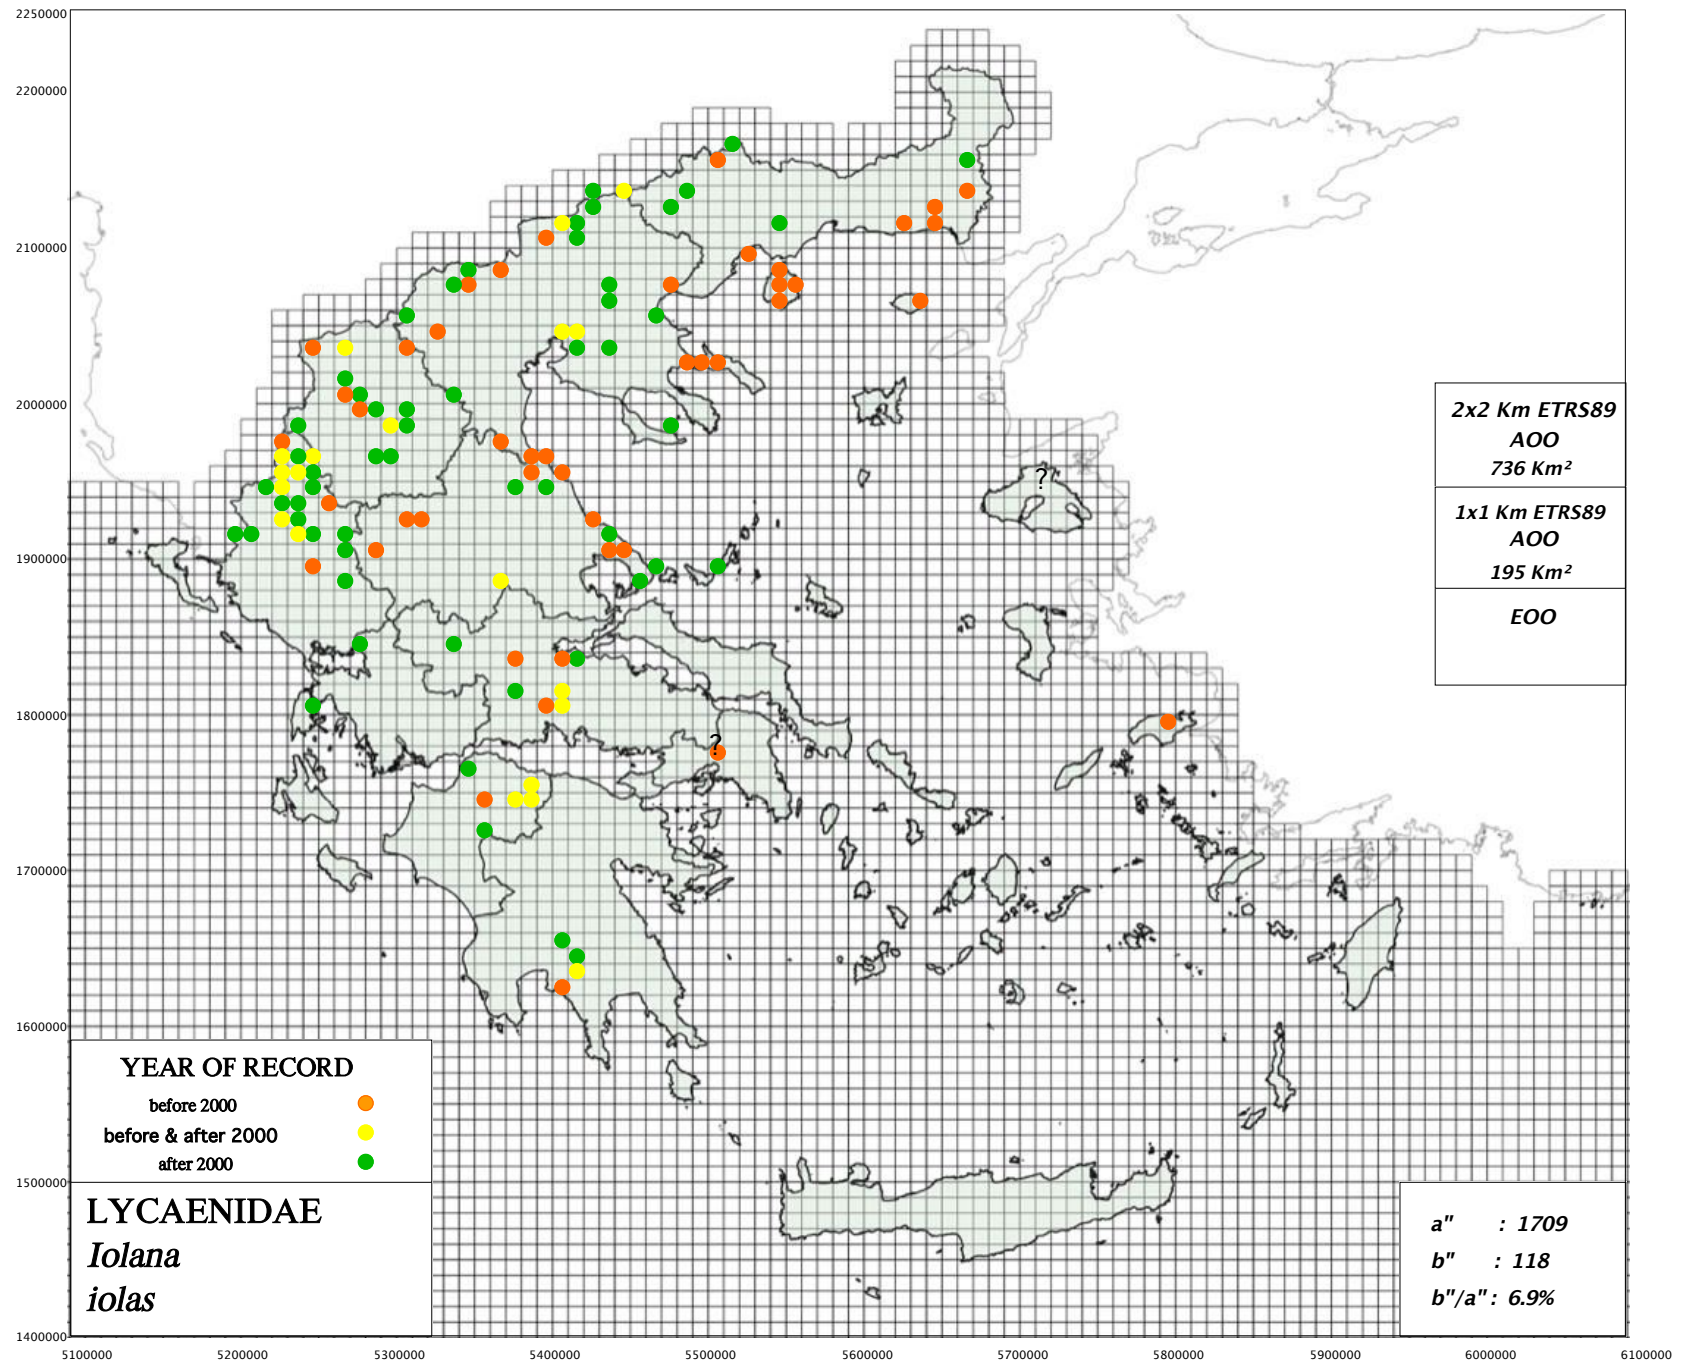 2250000
2200000
2100000
2000000
1900000
1800000
1700000
1600000
1500000
1400000
?
?
2x2 Km ETRS89
AOO
736 Km²
1x1 Km ETRS89
AOO
195 Km²
EOO
YEAR OF RECORD
before 2000
before & after 2000
after 2000
LYCAENIDAE
Iolana
iolas
a" : 1709
b" : 118
b"/a" : 6.9%
5100000 5200000 5300000 5400000 5500000 5600000 5700000 5800000 5900000 6000000 6100000